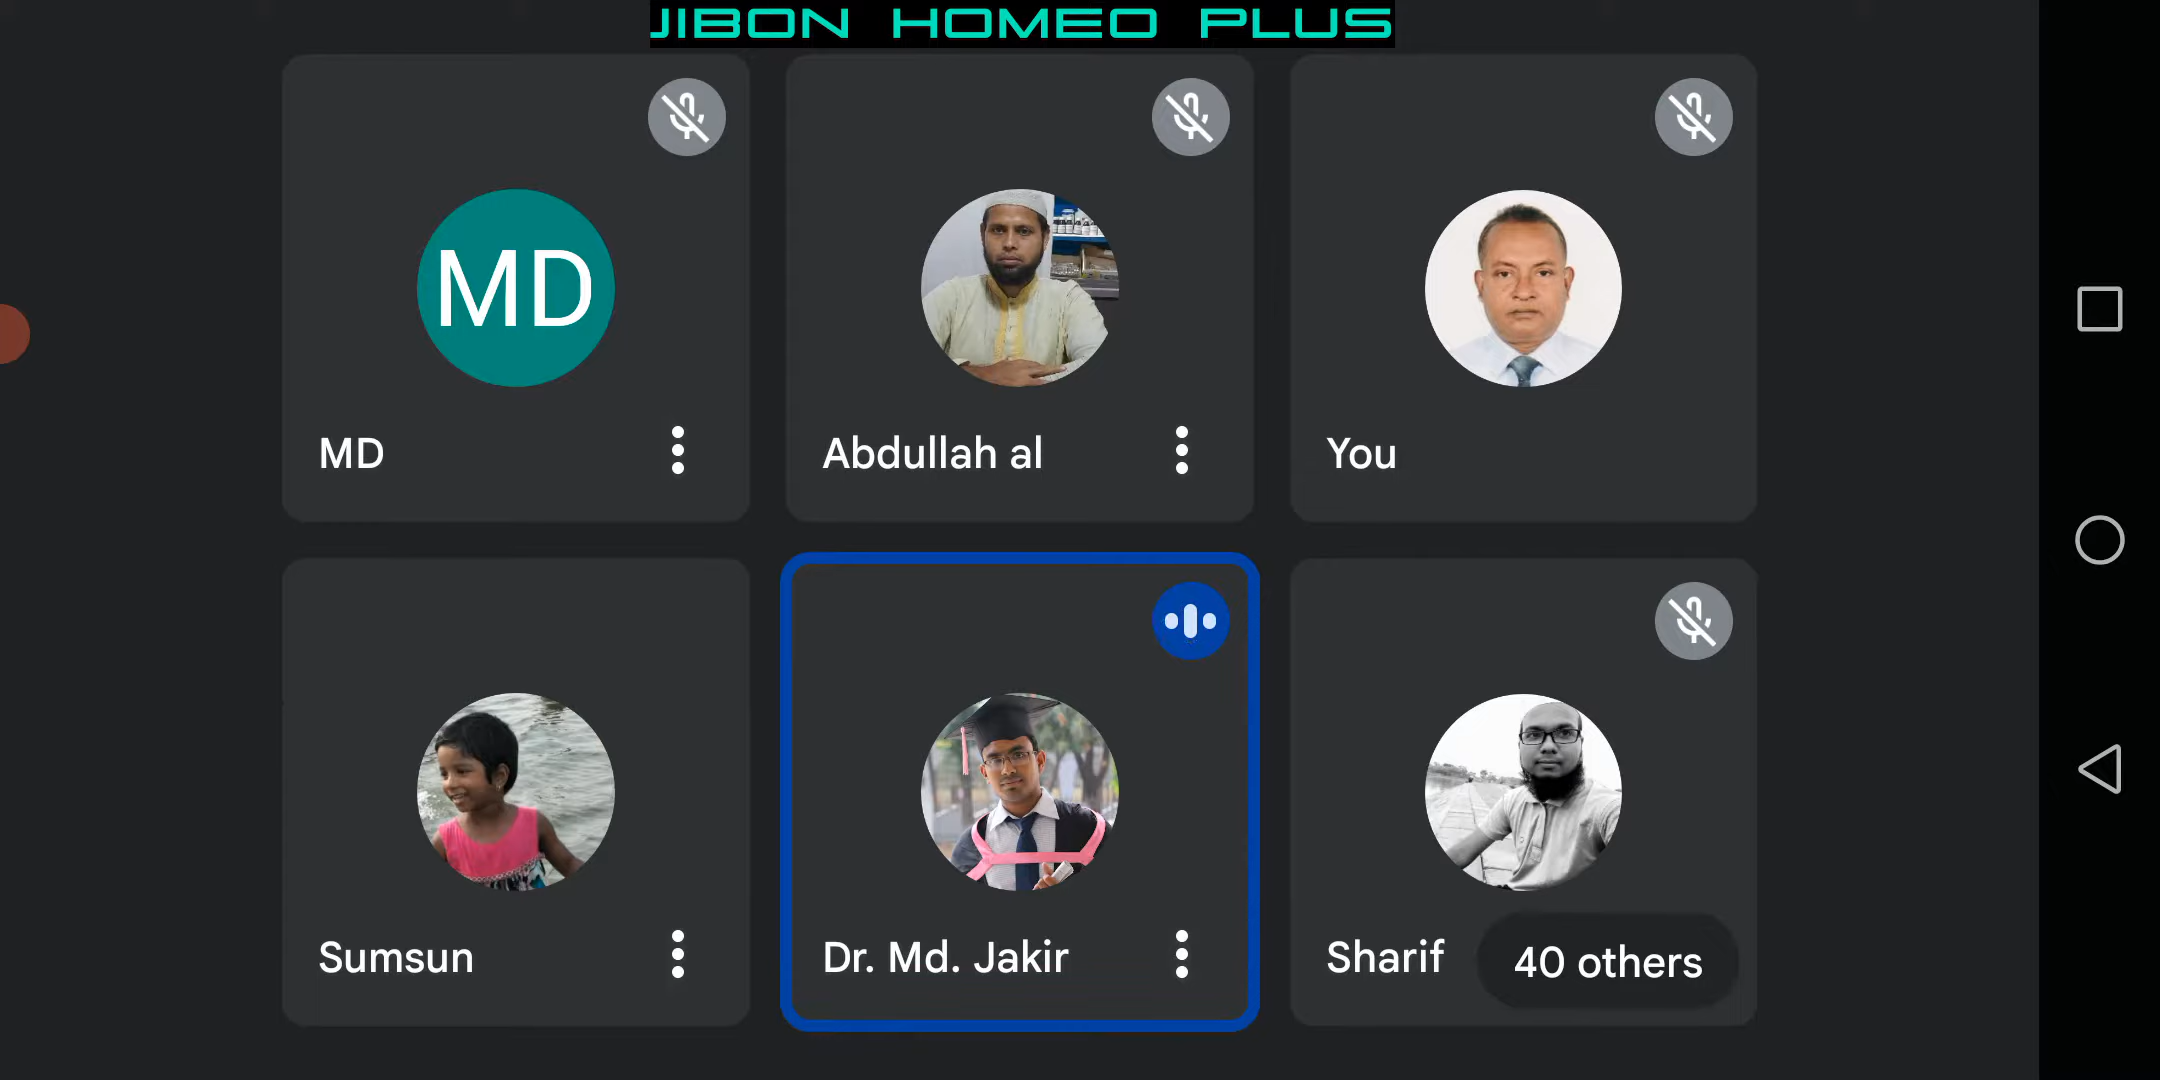 JIBON HOMEO PLUS
MD
MD
Abdullah al
You
Sumsun
Dr. Md. Jakir
Sharif
40 others